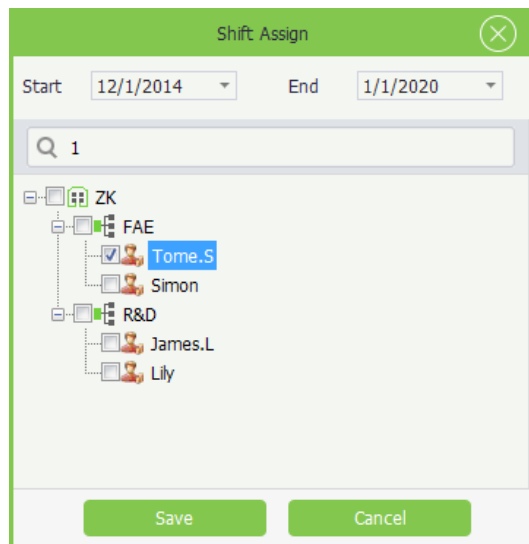 Shift Assign
Start 12/1/2014 End 1/1/2020
1
ZK
FAE
Tome.S
Simon
R&D
James.L
Lily
Save Cancel